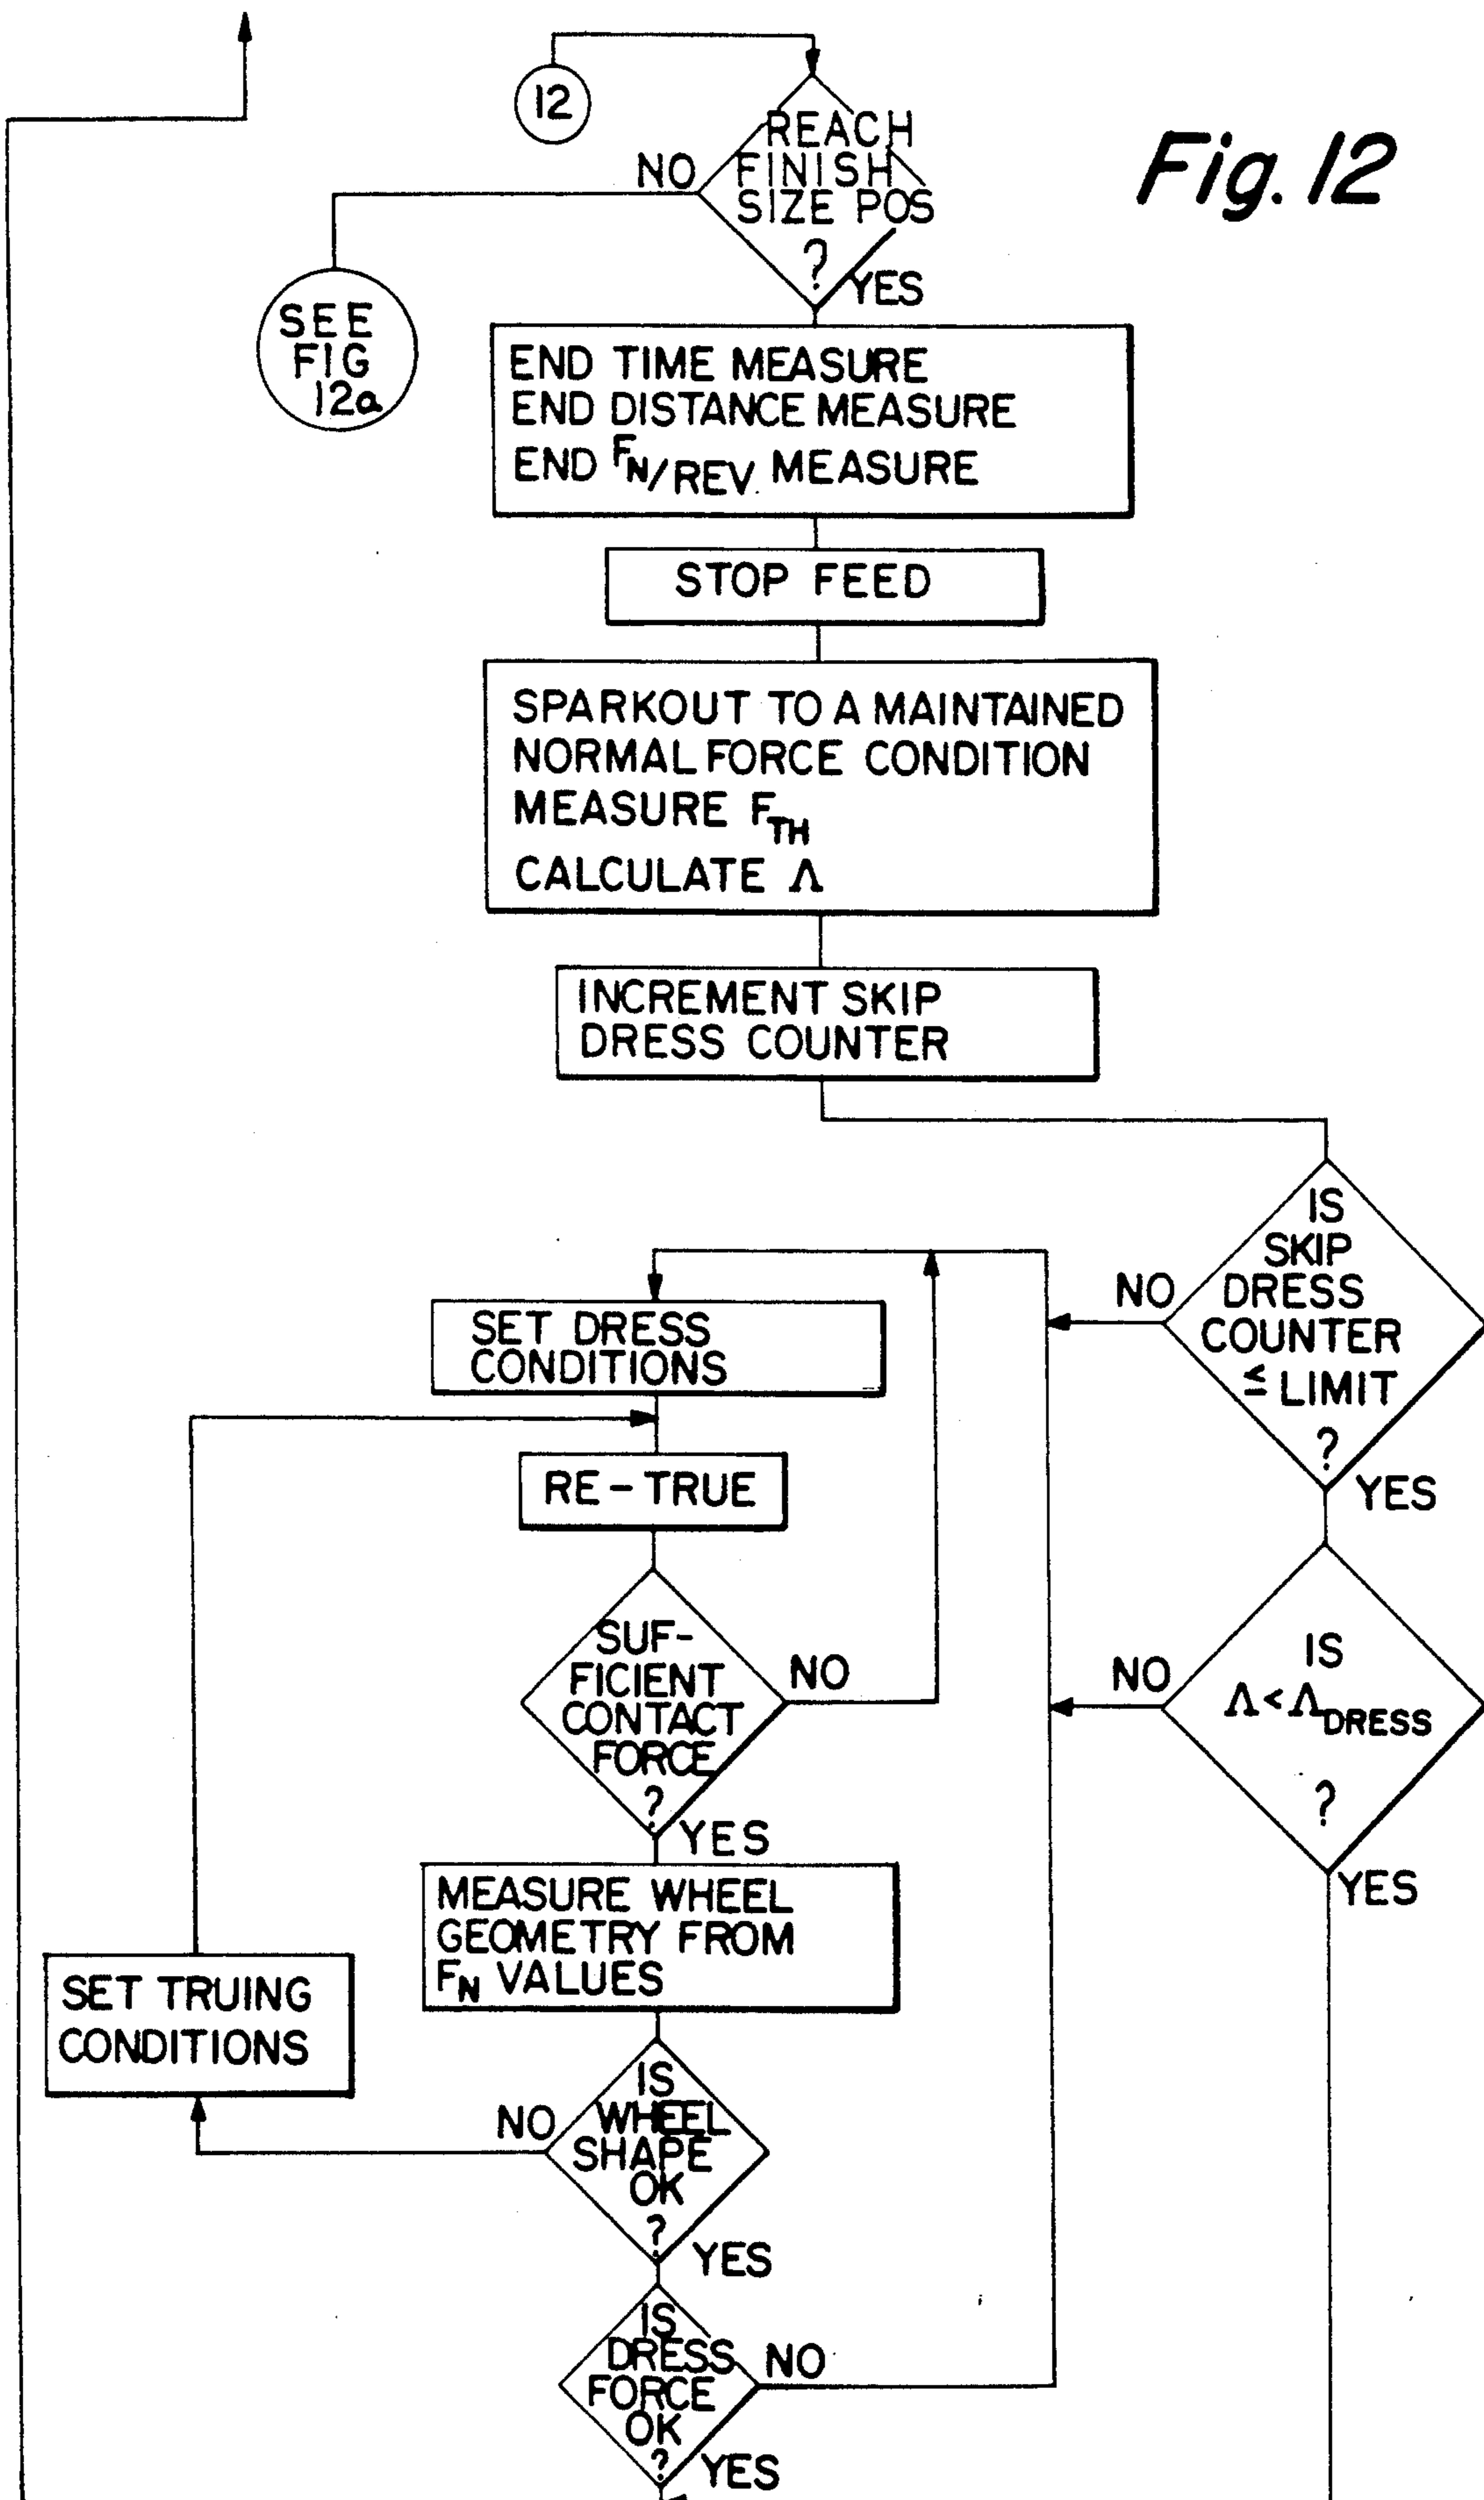 12
REACH
FINISH
SIZE POS
?
NO
YES
Fig. 12
SEE
FIG
12a
END TIME MEASURE
END DISTANCE MEASURE
END FN/REV. MEASURE
STOP FEED
SPARKOUT TO A MAINTAINED
NORMAL FORCE CONDITION
MEASURE FTH
CALCULATE Λ
INCREMENT SKIP
DRESS COUNTER
IS
SKIP
DRESS
COUNTER
≤ LIMIT
?
NO
YES
SET DRESS
CONDITIONS
RE-TRUE
SUF-
FICIENT
CONTACT
FORCE
?
NO
YES
IS
Λ < ΛDRESS
?
NO
YES
MEASURE WHEEL
GEOMETRY FROM
FN VALUES
SET TRUING
CONDITIONS
IS
WHEEL
SHAPE
OK
?
NO
YES
IS
DRESS
FORCE
OK
?
NO
YES